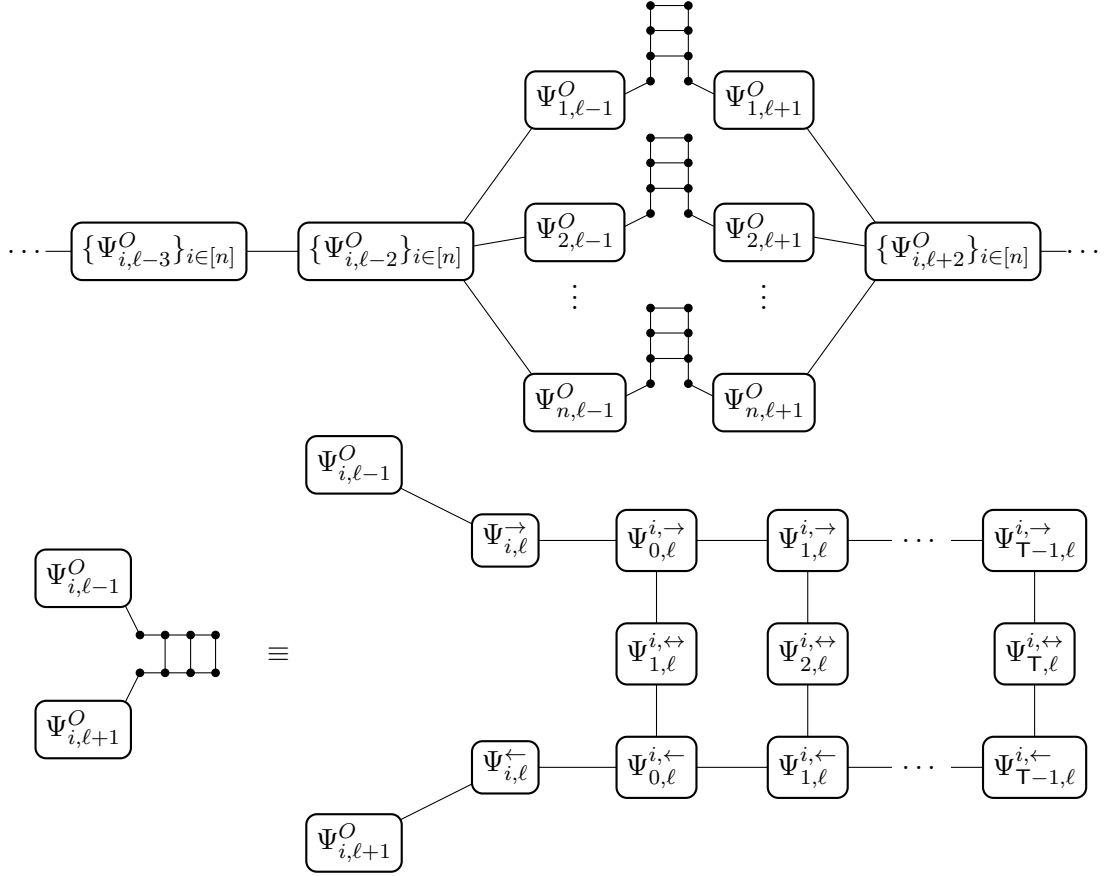 Ψ^O_{1,ℓ−1} Ψ^O_{1,ℓ+1}
··· {Ψ^O_{i,ℓ−3}}_{i∈[n]} {Ψ^O_{i,ℓ−2}}_{i∈[n]} Ψ^O_{2,ℓ−1} Ψ^O_{2,ℓ+1} {Ψ^O_{i,ℓ+2}}_{i∈[n]} ···
⋮ ⋮
Ψ^O_{n,ℓ−1} Ψ^O_{n,ℓ+1}
Ψ^O_{i,ℓ−1}
Ψ^→_{i,ℓ} Ψ^{i,→}_{0,ℓ} Ψ^{i,→}_{1,ℓ} ··· Ψ^{i,→}_{T−1,ℓ}
Ψ^O_{i,ℓ−1}
≡ Ψ^{i,↔}_{1,ℓ} Ψ^{i,↔}_{2,ℓ} Ψ^{i,↔}_{T,ℓ}
Ψ^O_{i,ℓ+1}
Ψ^←_{i,ℓ} Ψ^{i,←}_{0,ℓ} Ψ^{i,←}_{1,ℓ} ··· Ψ^{i,←}_{T−1,ℓ}
Ψ^O_{i,ℓ+1}